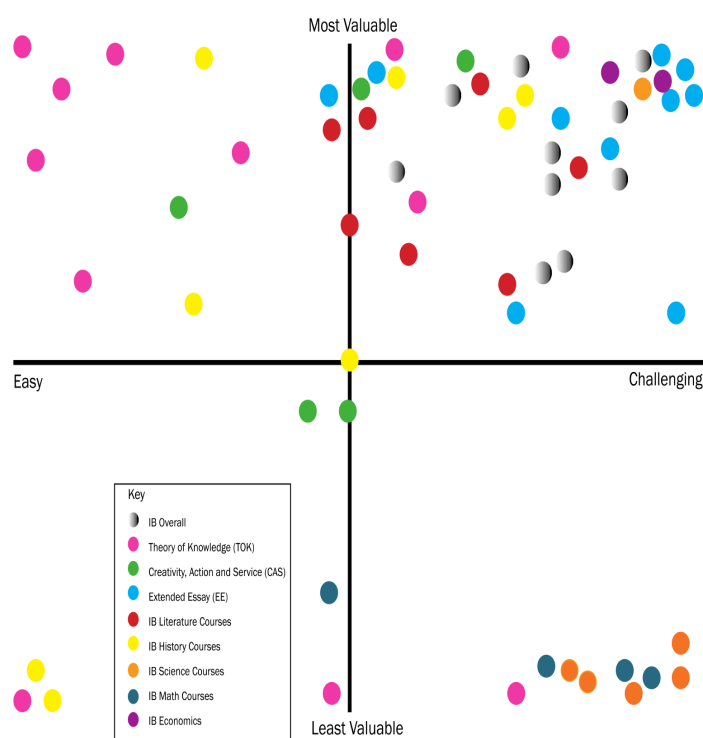 Most Valuable
Easy
Challenging
Key
IB Overall
Theory of Knowledge (TOK)
Creativity, Action and Service (CAS)
Extended Essay (EE)
IB Literature Courses
IB History Courses
IB Science Courses
IB Math Courses
IB Economics
Least Valuable